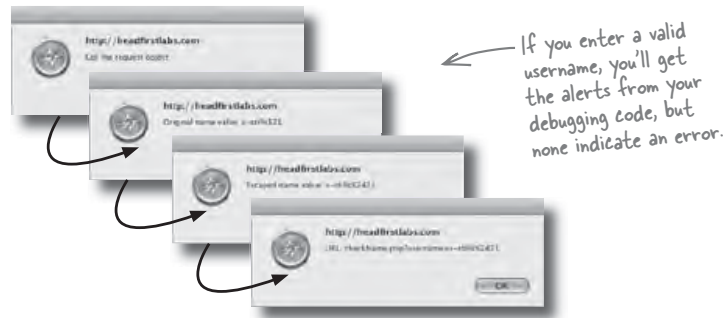 http://headfirstlabs.com
Got the request object
http://headfirstlabs.com
Original name value:
http://headfirstlabs.com
Escaped name value:
http://headfirstlabs.com
URL:
OK
If you enter a valid
username, you'll get
the alerts from your
debugging code, but
none indicate an error.